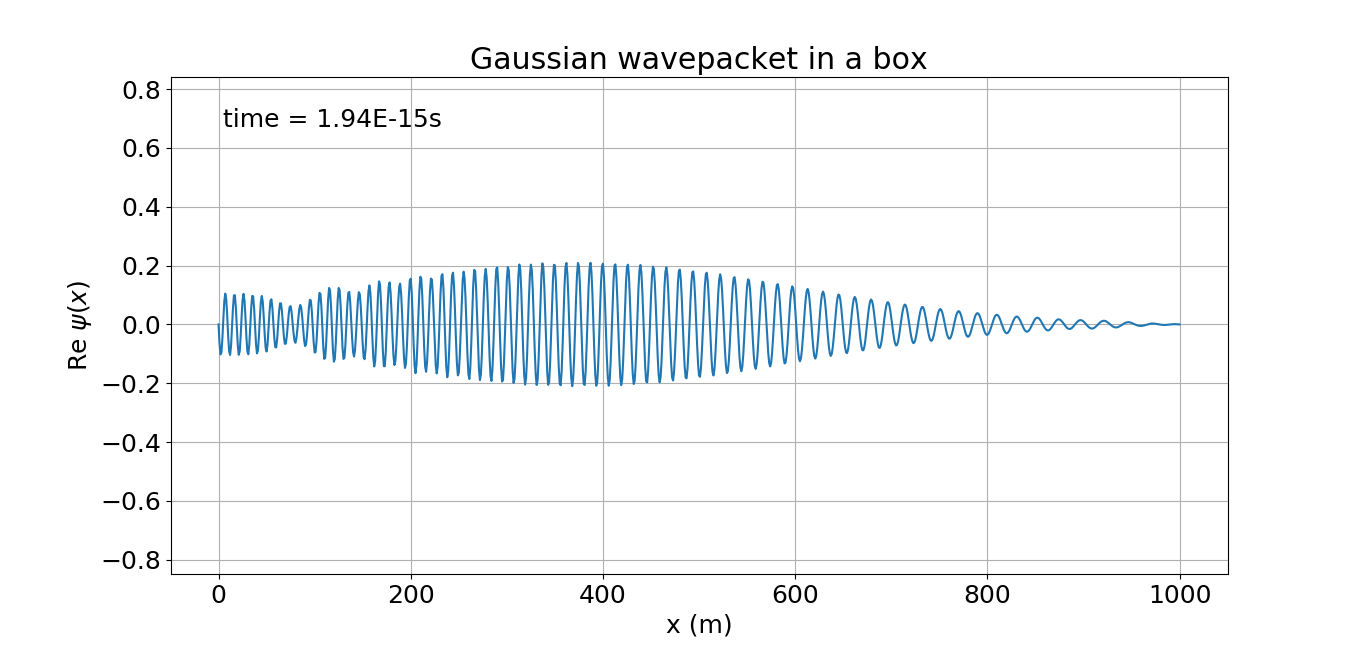 Gaussian wavepacket in a box
time = 1.94E-15s
Re ψ(x)
0.8
0.6
0.4
0.2
0.0
−0.2
−0.4
−0.6
−0.8
0 200 400 600 800 1000
x (m)